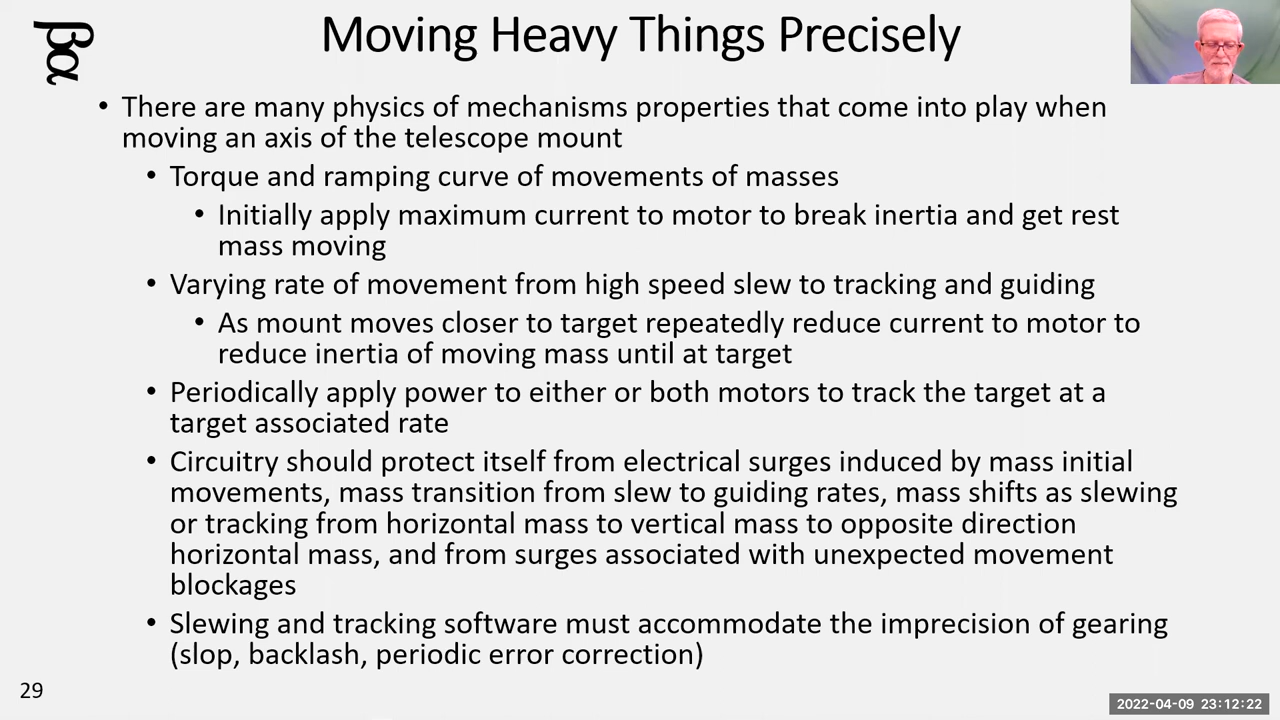 βα
Moving Heavy Things Precisely
• There are many physics of mechanisms properties that come into play when
moving an axis of the telescope mount
• Torque and ramping curve of movements of masses
• Initially apply maximum current to motor to break inertia and get rest
mass moving
• Varying rate of movement from high speed slew to tracking and guiding
• As mount moves closer to target repeatedly reduce current to motor to
reduce inertia of moving mass until at target
• Periodically apply power to either or both motors to track the target at a
target associated rate
• Circuitry should protect itself from electrical surges induced by mass initial
movements, mass transition from slew to guiding rates, mass shifts as slewing
or tracking from horizontal mass to vertical mass to opposite direction
horizontal mass, and from surges associated with unexpected movement
blockages
• Slewing and tracking software must accommodate the imprecision of gearing
(slop, backlash, periodic error correction)
29
2022-04-09 23:12:22